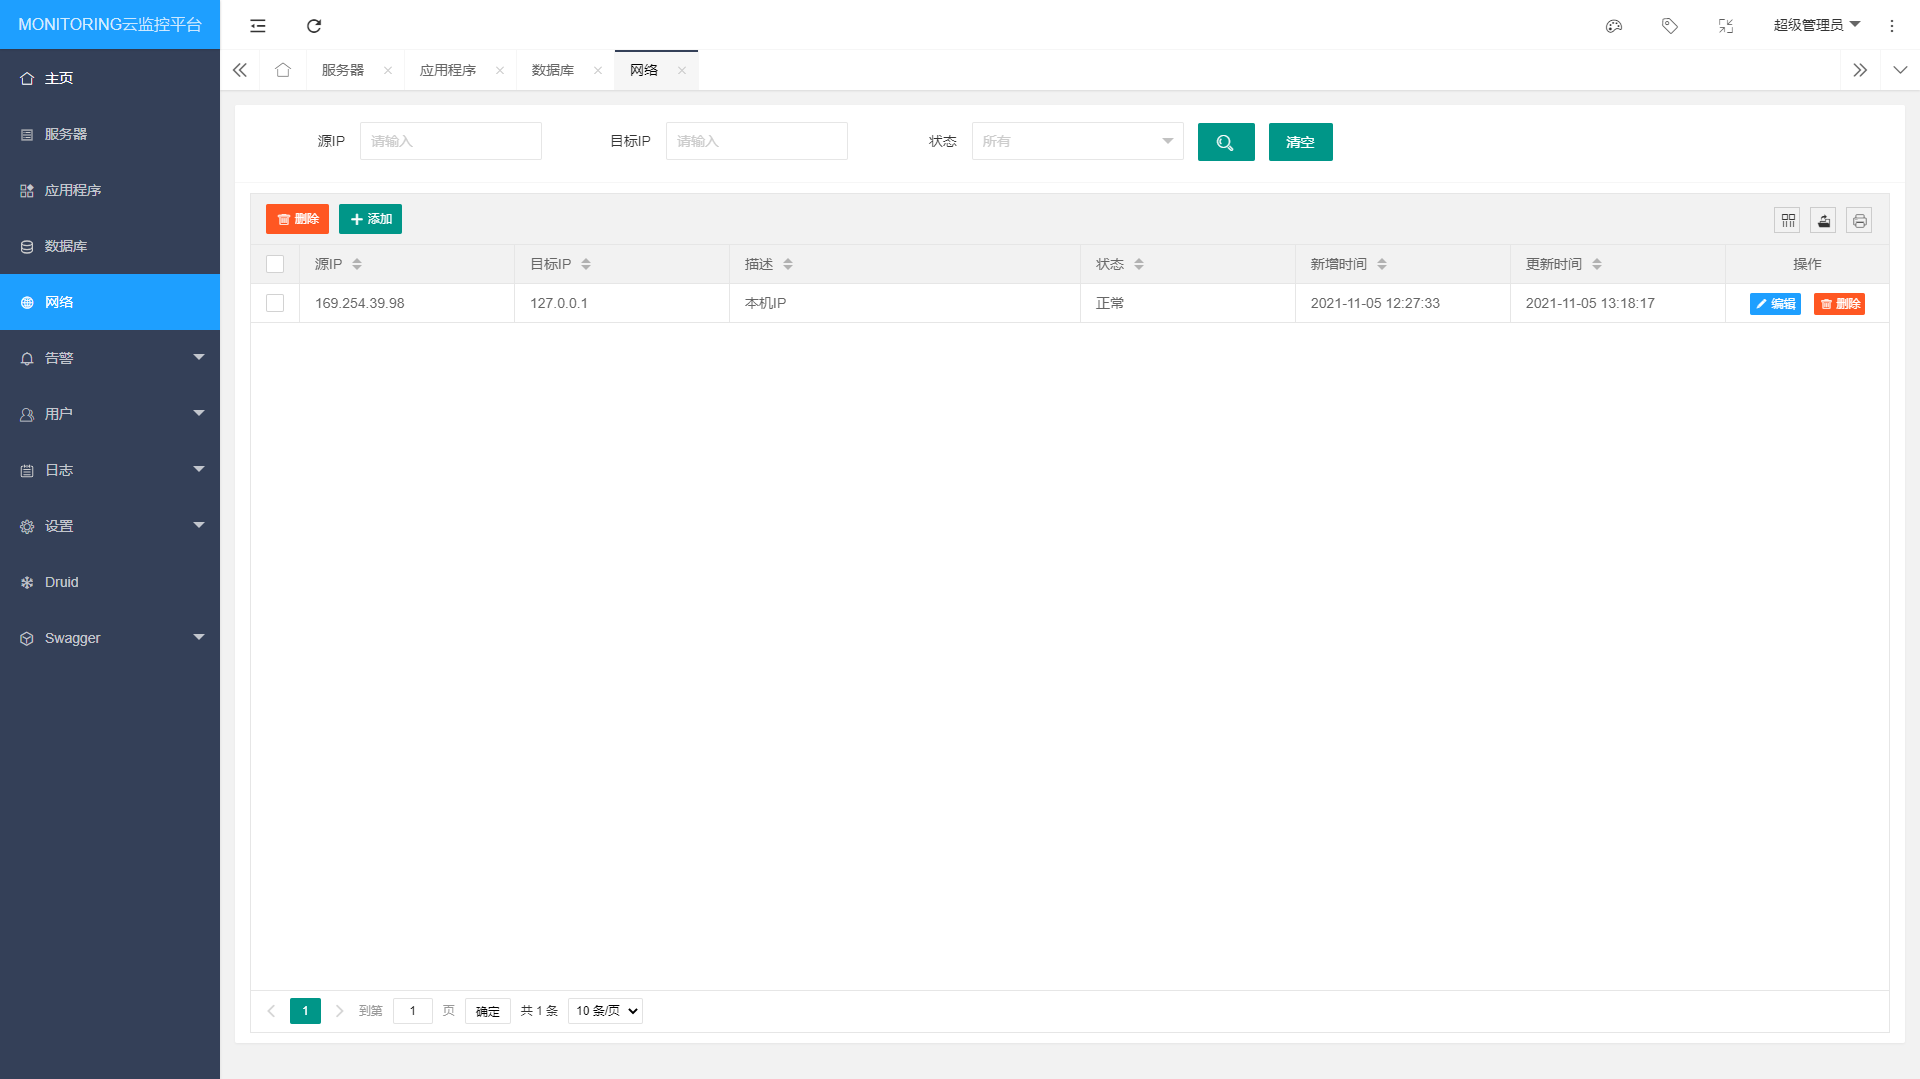 MONITORING云监控平台
超级管理员
主页
服务器
应用程序
数据库
网络
告警
用户
日志
设置
Druid
Swagger
服务器 应用程序 数据库 网络
源IP 请输入 目标IP 请输入 状态 所有 清空
删除 添加
源IP 目标IP 描述 状态 新增时间 更新时间 操作
169.254.39.98 127.0.0.1 本机IP 正常 2021-11-05 12:27:33 2021-11-05 13:18:17 编辑 删除
1 到第 1 页 确定 共 1 条 10 条/页